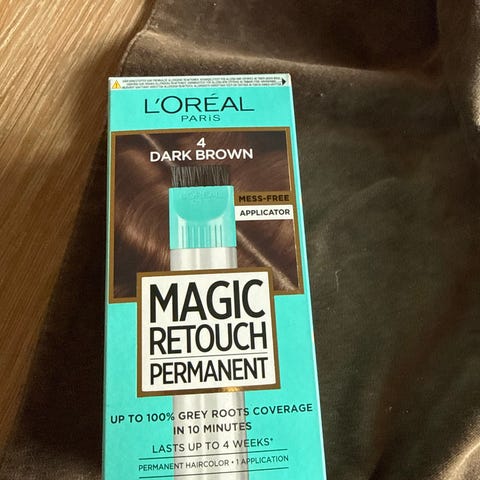 L'ORÉAL
PARIS
4
DARK BROWN
L'ORÉAL
MESS-FREE
APPLICATOR
MAGIC
RETOUCH
PERMANENT
UP TO 100% GREY ROOTS COVERAGE
IN 10 MINUTES
LASTS UP TO 4 WEEKS*
PERMANENT HAIRCOLOR • 1 APPLICATION